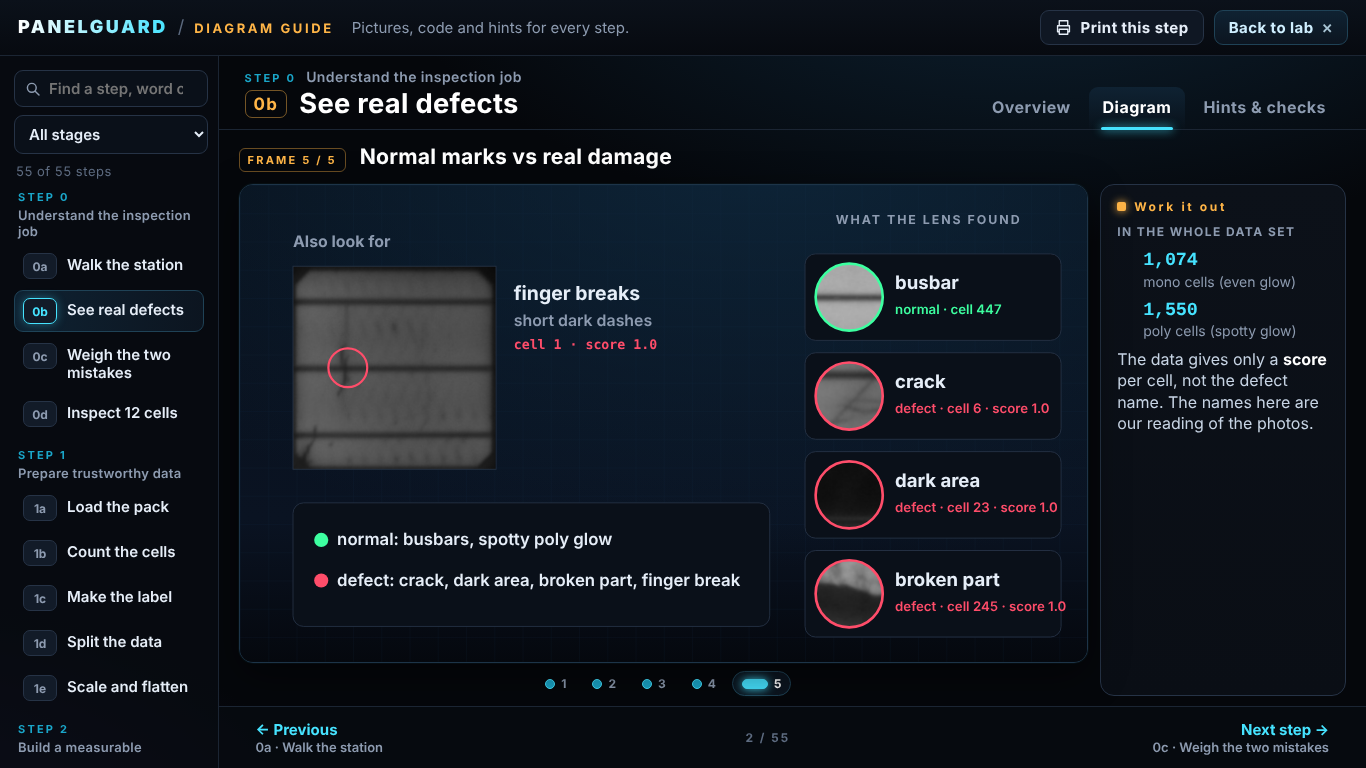 PANELGUARD / DIAGRAM GUIDE Pictures, code and hints for every step.
Print this step
Back to lab ×
Find a step, word c
All stages
55 of 55 steps
STEP 0
Understand the inspection
job
0a Walk the station
0b See real defects
0c Weigh the two
mistakes
0d Inspect 12 cells
STEP 1
Prepare trustworthy data
1a Load the pack
1b Count the cells
1c Make the label
1d Split the data
1e Scale and flatten
STEP 2
Build a measurable
STEP 0 Understand the inspection job
0b See real defects
Overview
Diagram
Hints & checks
FRAME 5 / 5 Normal marks vs real damage
Also look for
finger breaks
short dark dashes
cell 1 · score 1.0
normal: busbars, spotty poly glow
defect: crack, dark area, broken part, finger break
WHAT THE LENS FOUND
busbar
normal · cell 447
crack
defect · cell 6 · score 1.0
dark area
defect · cell 23 · score 1.0
broken part
defect · cell 245 · score 1.0
Work it out
IN THE WHOLE DATA SET
1,074
mono cells (even glow)
1,550
poly cells (spotty glow)
The data gives only a score
per cell, not the defect
name. The names here are
our reading of the photos.
1 2 3 4 5
← Previous
0a · Walk the station
2 / 55
Next step →
0c · Weigh the two mistakes